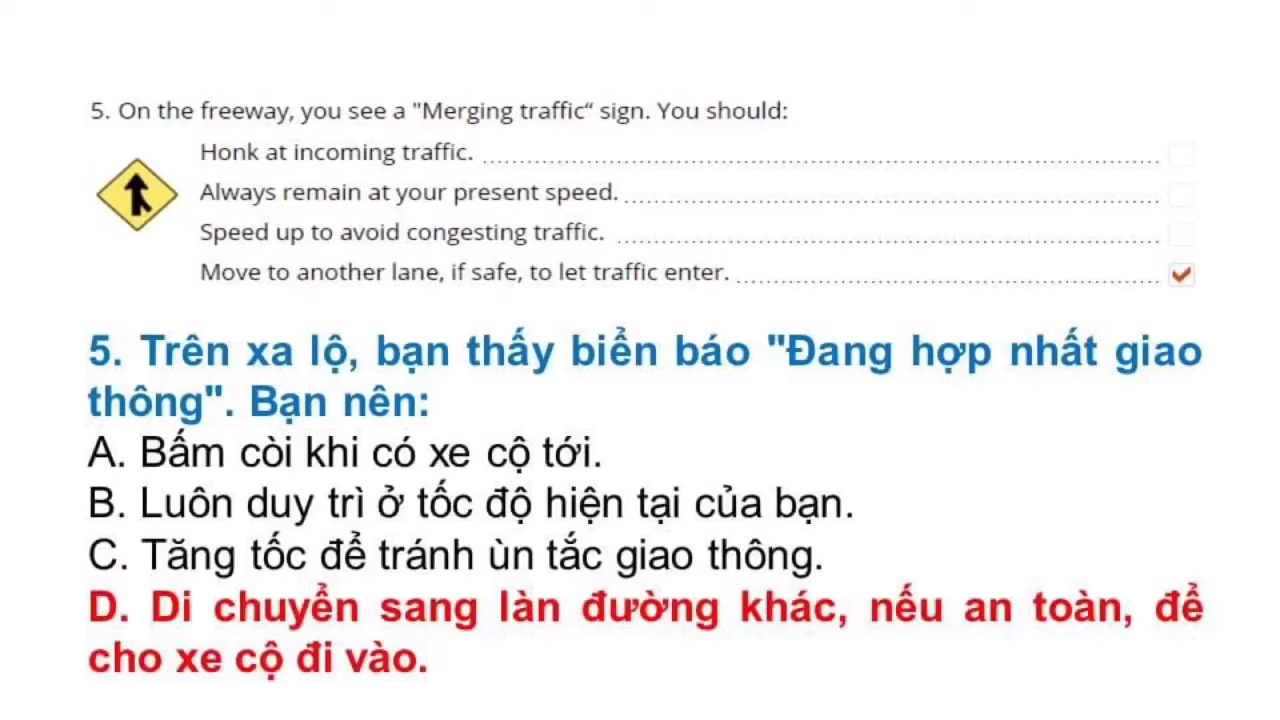 5. On the freeway, you see a "Merging traffic“ sign. You should:
Honk at incoming traffic.
Always remain at your present speed.
Speed up to avoid congesting traffic.
Move to another lane, if safe, to let traffic enter.
5. Trên xa lộ, bạn thấy biển báo "Đang hợp nhất giao
thông". Bạn nên:
A. Bấm còi khi có xe cộ tới.
B. Luôn duy trì ở tốc độ hiện tại của bạn.
C. Tăng tốc để tránh ùn tắc giao thông.
D. Di chuyển sang làn đường khác, nếu an toàn, để
cho xe cộ đi vào.